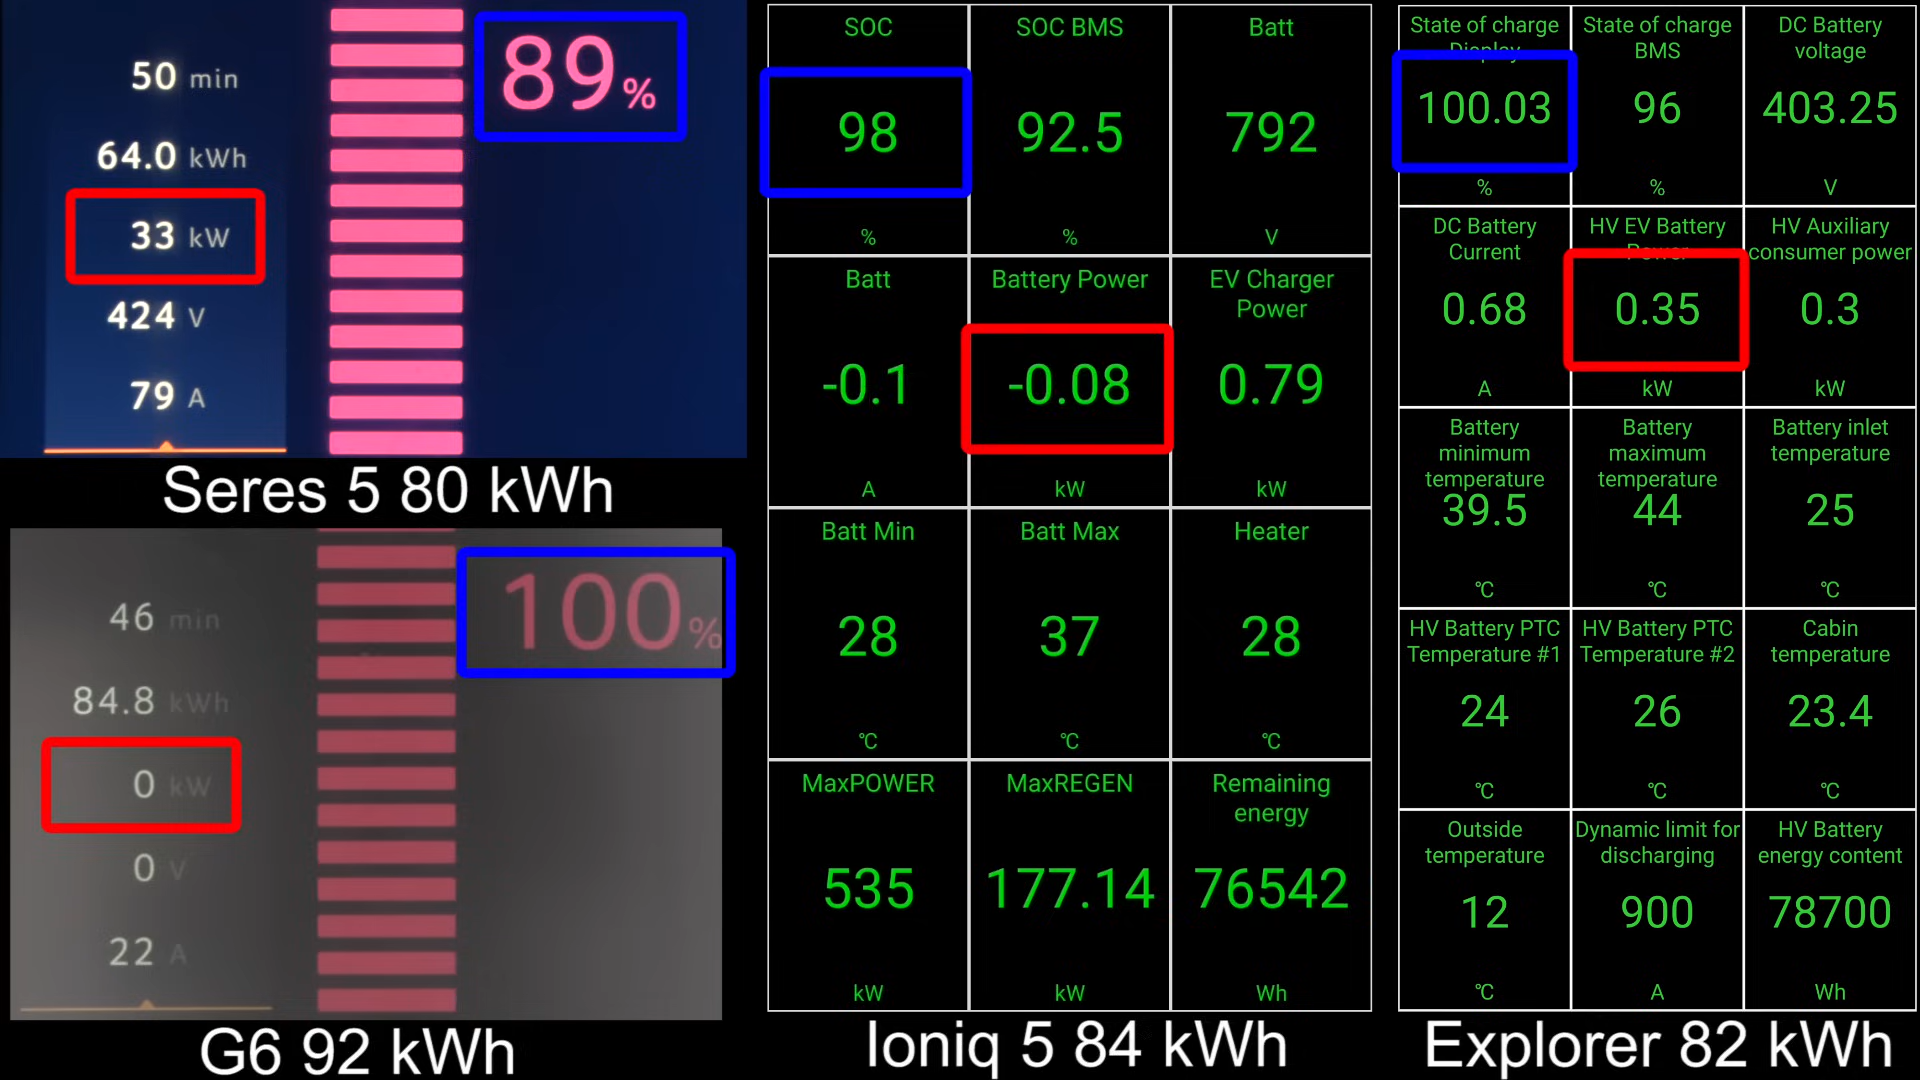 50 min
64.0 kWh
33 kW
424 V
79 A
89%
Seres 5 80 kWh
46 min
84.8 kWh
0 kW
0 V
22 A
100%
G6 92 kWh
SOC
98
%
SOC BMS
92.5
%
Batt
792
V
Batt
-0.1
A
Battery Power
-0.08
kW
EV Charger
Power
0.79
kW
Batt Min
28
℃
Batt Max
37
℃
Heater
28
℃
MaxPOWER
535
kW
MaxREGEN
177.14
kW
Remaining
energy
76542
Wh
Ioniq 5 84 kWh
State of charge
Display
100.03
%
State of charge
BMS
96
%
DC Battery
voltage
403.25
V
DC Battery
Current
0.68
A
HV EV Battery
Power
0.35
kW
HV Auxiliary
consumer power
0.3
kW
Battery
minimum
temperature
39.5
℃
Battery
maximum
temperature
44
℃
Battery inlet
temperature
25
℃
HV Battery PTC
Temperature #1
24
℃
HV Battery PTC
Temperature #2
26
℃
Cabin
temperature
23.4
℃
Outside
temperature
12
℃
Dynamic limit for
discharging
900
A
HV Battery
energy content
78700
Wh
Explorer 82 kWh